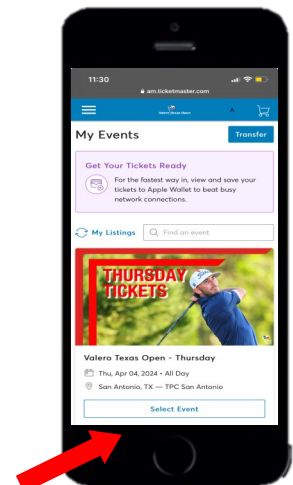 11:30
am.ticketmaster.com
Valero Texas Open
My Events
Transfer
Get Your Tickets Ready
For the fastest way in, view and save your
tickets to Apple Wallet to beat busy
network connections.
My Listings
Find an event
THURSDAY
TICKETS
Valero Texas Open - Thursday
Thu, Apr 04, 2024 • All Day
San Antonio, TX — TPC San Antonio
Select Event